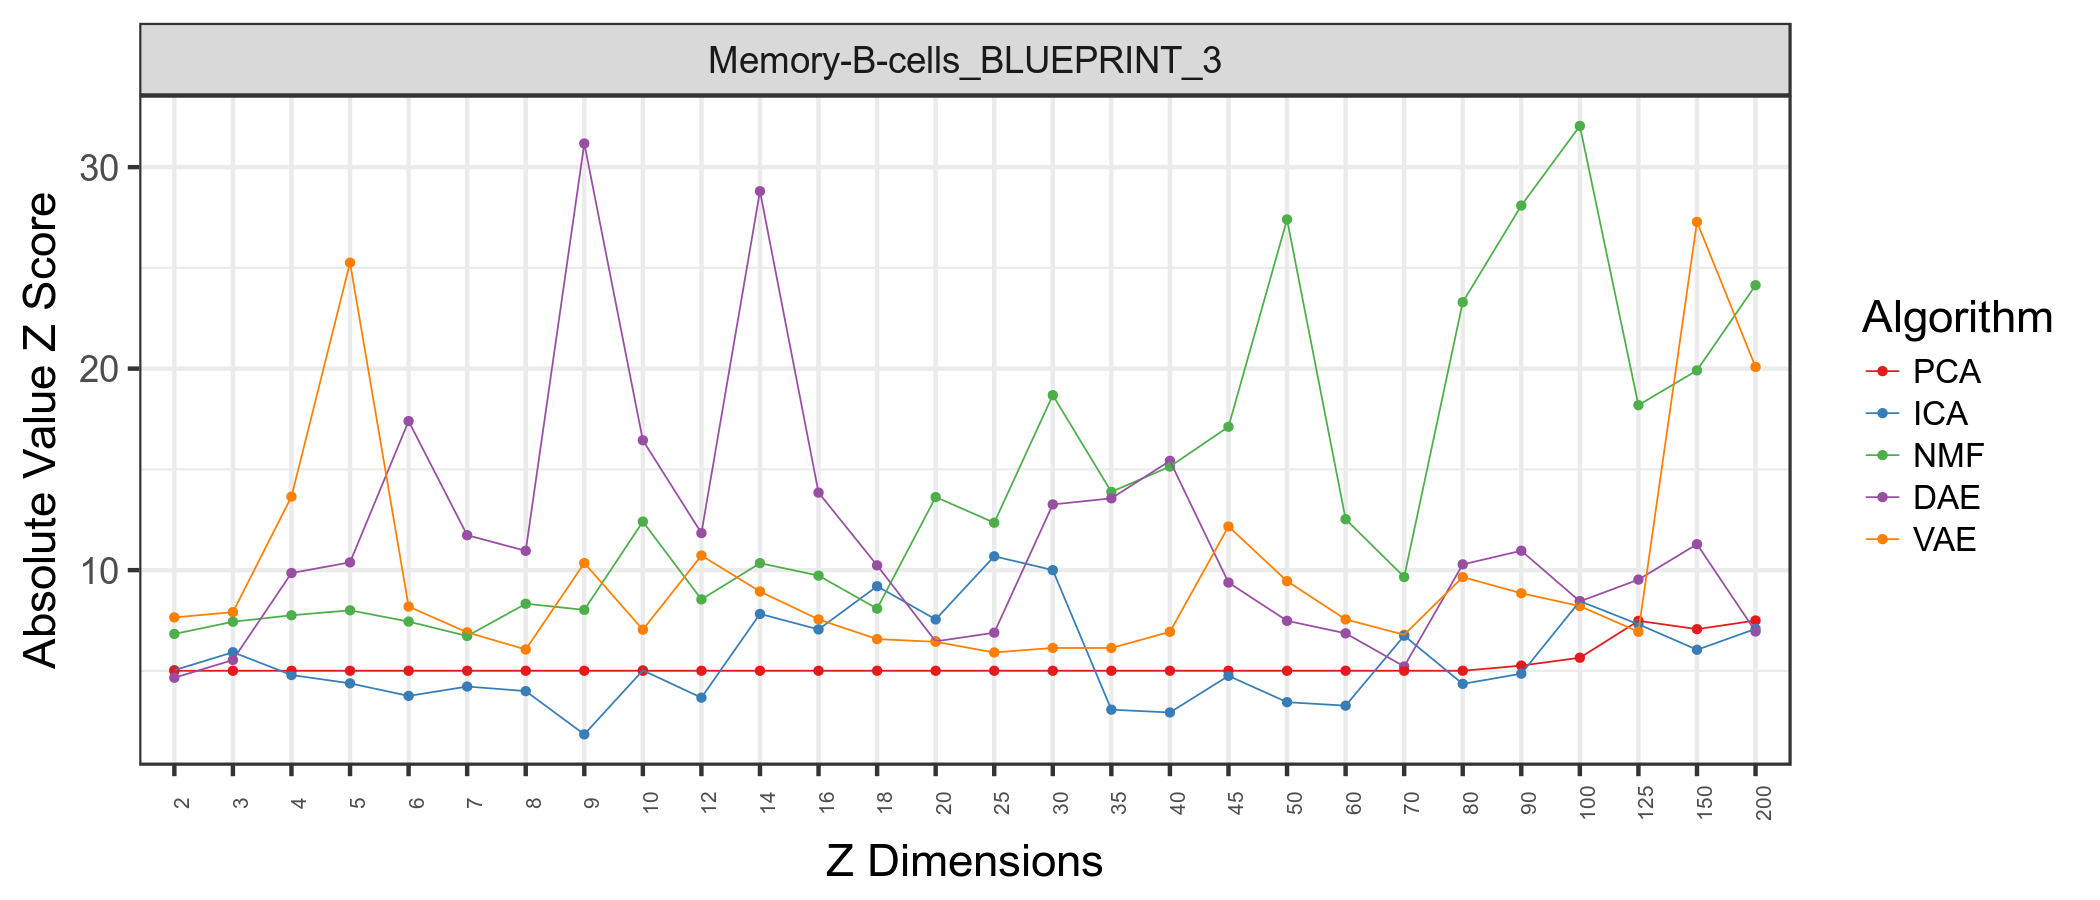 Memory-B-cells_BLUEPRINT_3
Absolute Value Z Score
30
20
10
2 3 4 5 6 7 8 9 10 12 14 16 18 20 25 30 35 40 45 50 60 70 80 90 100 125 150 200
Z Dimensions
Algorithm
PCA
ICA
NMF
DAE
VAE